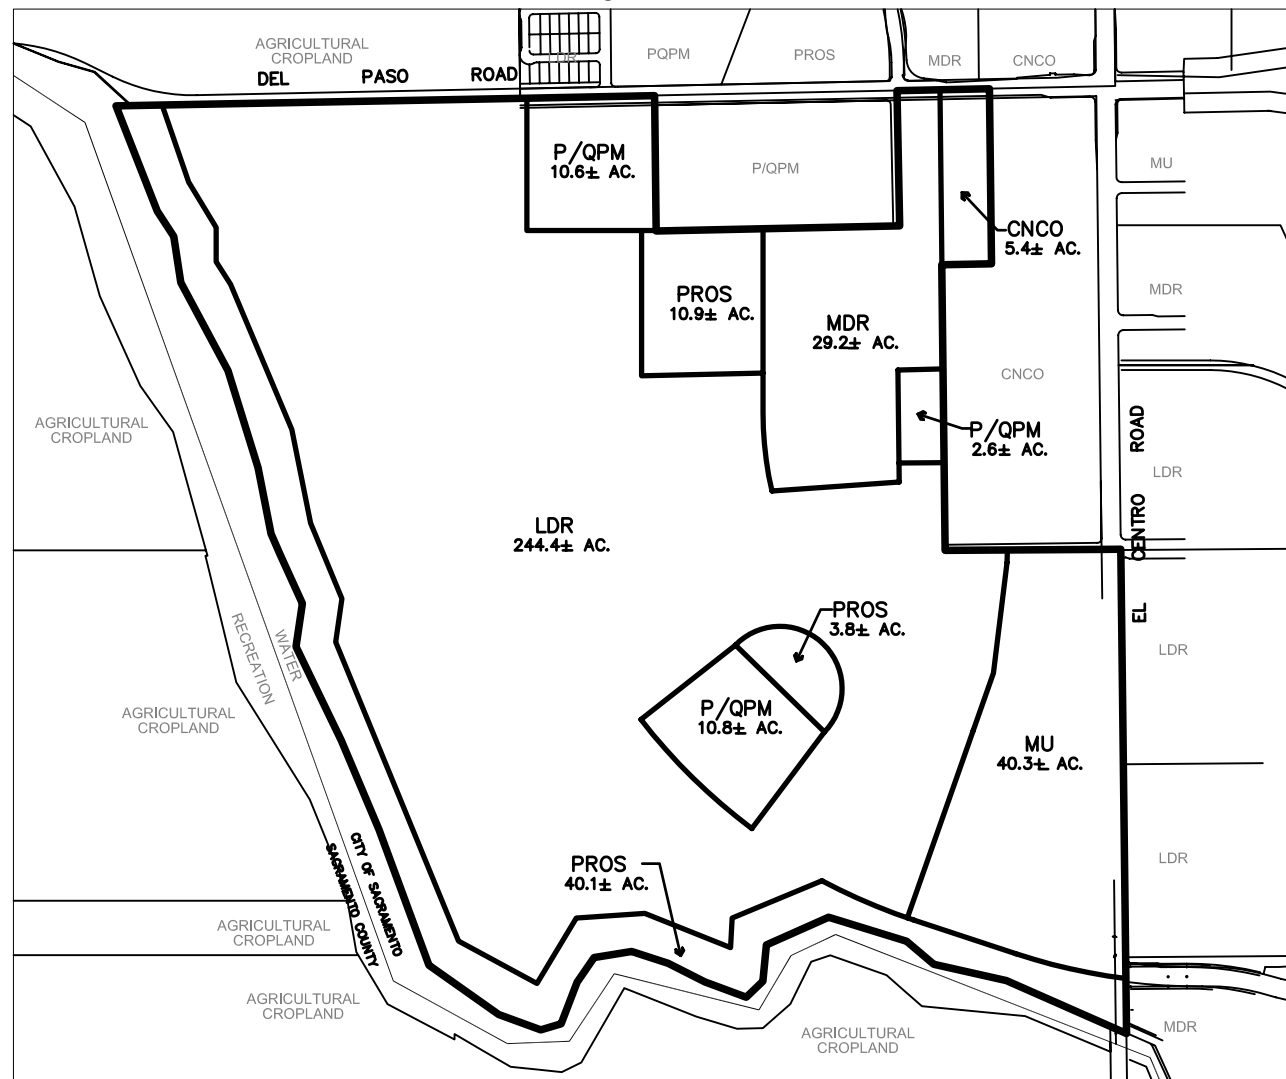 AGRICULTURAL
CROPLAND
DEL PASO ROAD
LDR
PQPM
PROS
MDR
CNCO
P/QPM
10.6± AC.
P/QPM
MU
CNCO
5.4± AC.
PROS
10.9± AC.
MDR
29.2± AC.
MDR
CNCO
AGRICULTURAL
CROPLAND
P/QPM
2.6± AC.
EL CENTRO ROAD
LDR
LDR
244.4± AC.
PROS
3.8± AC.
RECREATION
WATER
LDR
AGRICULTURAL
CROPLAND
P/QPM
10.8± AC.
MU
40.3± AC.
CITY OF SACRAMENTO
SACRAMENTO COUNTY
PROS
40.1± AC.
LDR
AGRICULTURAL
CROPLAND
AGRICULTURAL
CROPLAND
AGRICULTURAL
CROPLAND
MDR